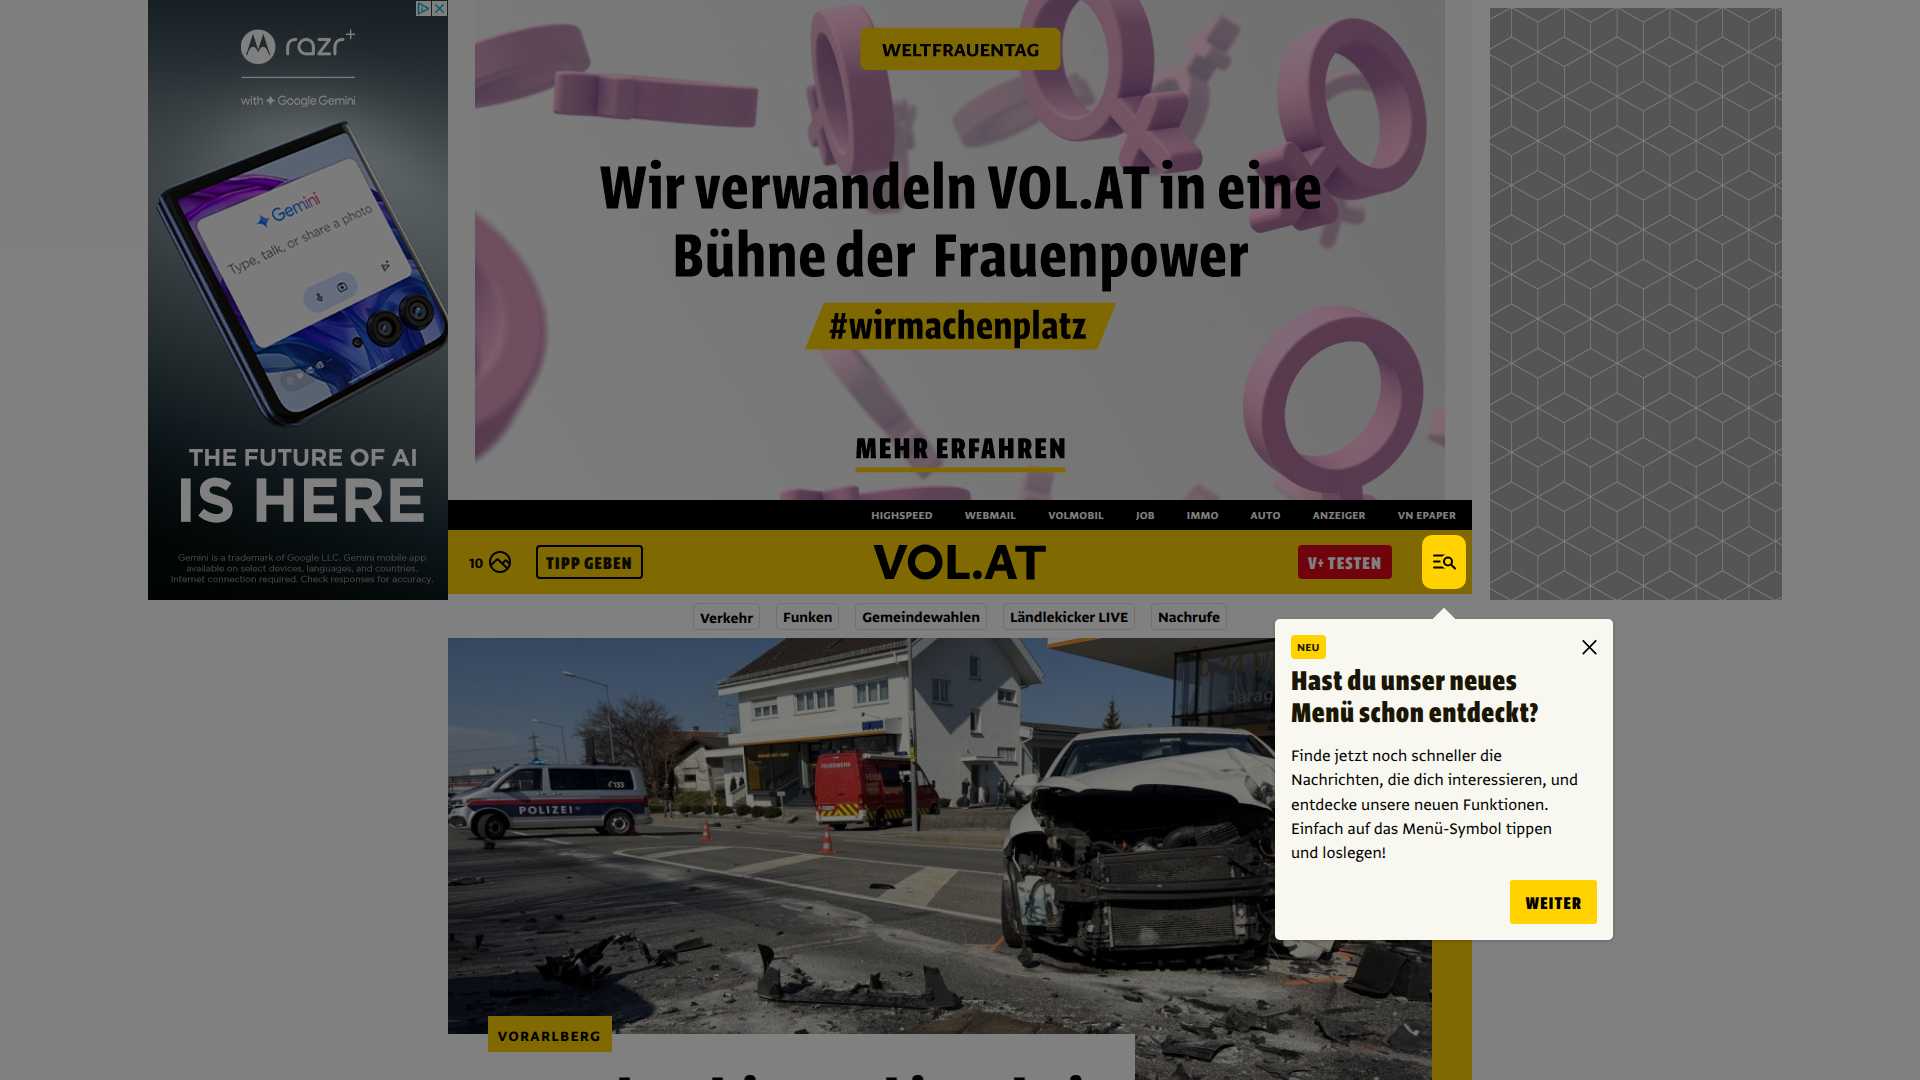 razr+
with Google Gemini
Gemini
Type, talk, or share a photo
THE FUTURE OF AI
IS HERE
Gemini is a trademark of Google LLC. Gemini mobile app
available on select devices, languages, and countries.
Internet connection required. Check responses for accuracy.
WELTFRAUENTAG
Wir verwandeln VOL.AT in eine
Bühne der Frauenpower
#wirmachenplatz
MEHR ERFAHREN
HIGHSPEED WEBMAIL VOLMOBIL JOB IMMO AUTO ANZEIGER VN EPAPER
10 TIPP GEBEN VOL.AT V+ TESTEN
Verkehr Funken Gemeindewahlen Ländlekicker LIVE Nachrufe
NEU
Hast du unser neues
Menü schon entdeckt?
Finde jetzt noch schneller die
Nachrichten, die dich interessieren, und
entdecke unsere neuen Funktionen.
Einfach auf das Menü-Symbol tippen
und loslegen!
WEITER
POLIZEI
133
FEUERWEHR
VORARLBERG